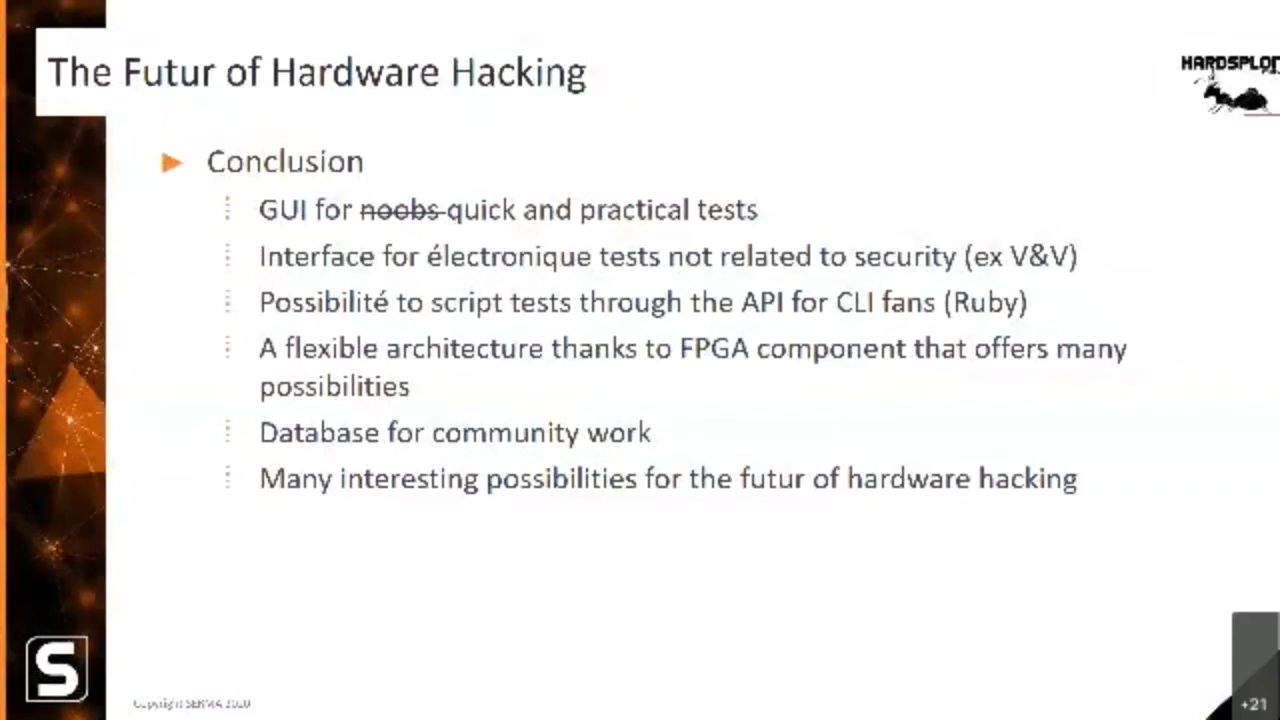 The Futur of Hardware Hacking
Conclusion
GUI for noobs quick and practical tests
Interface for électronique tests not related to security (ex V&V)
Possibilité to script tests through the API for CLI fans (Ruby)
A flexible architecture thanks to FPGA component that offers many
possibilities
Database for community work
Many interesting possibilities for the futur of hardware hacking
S
Copyright SERMA 2020
+21